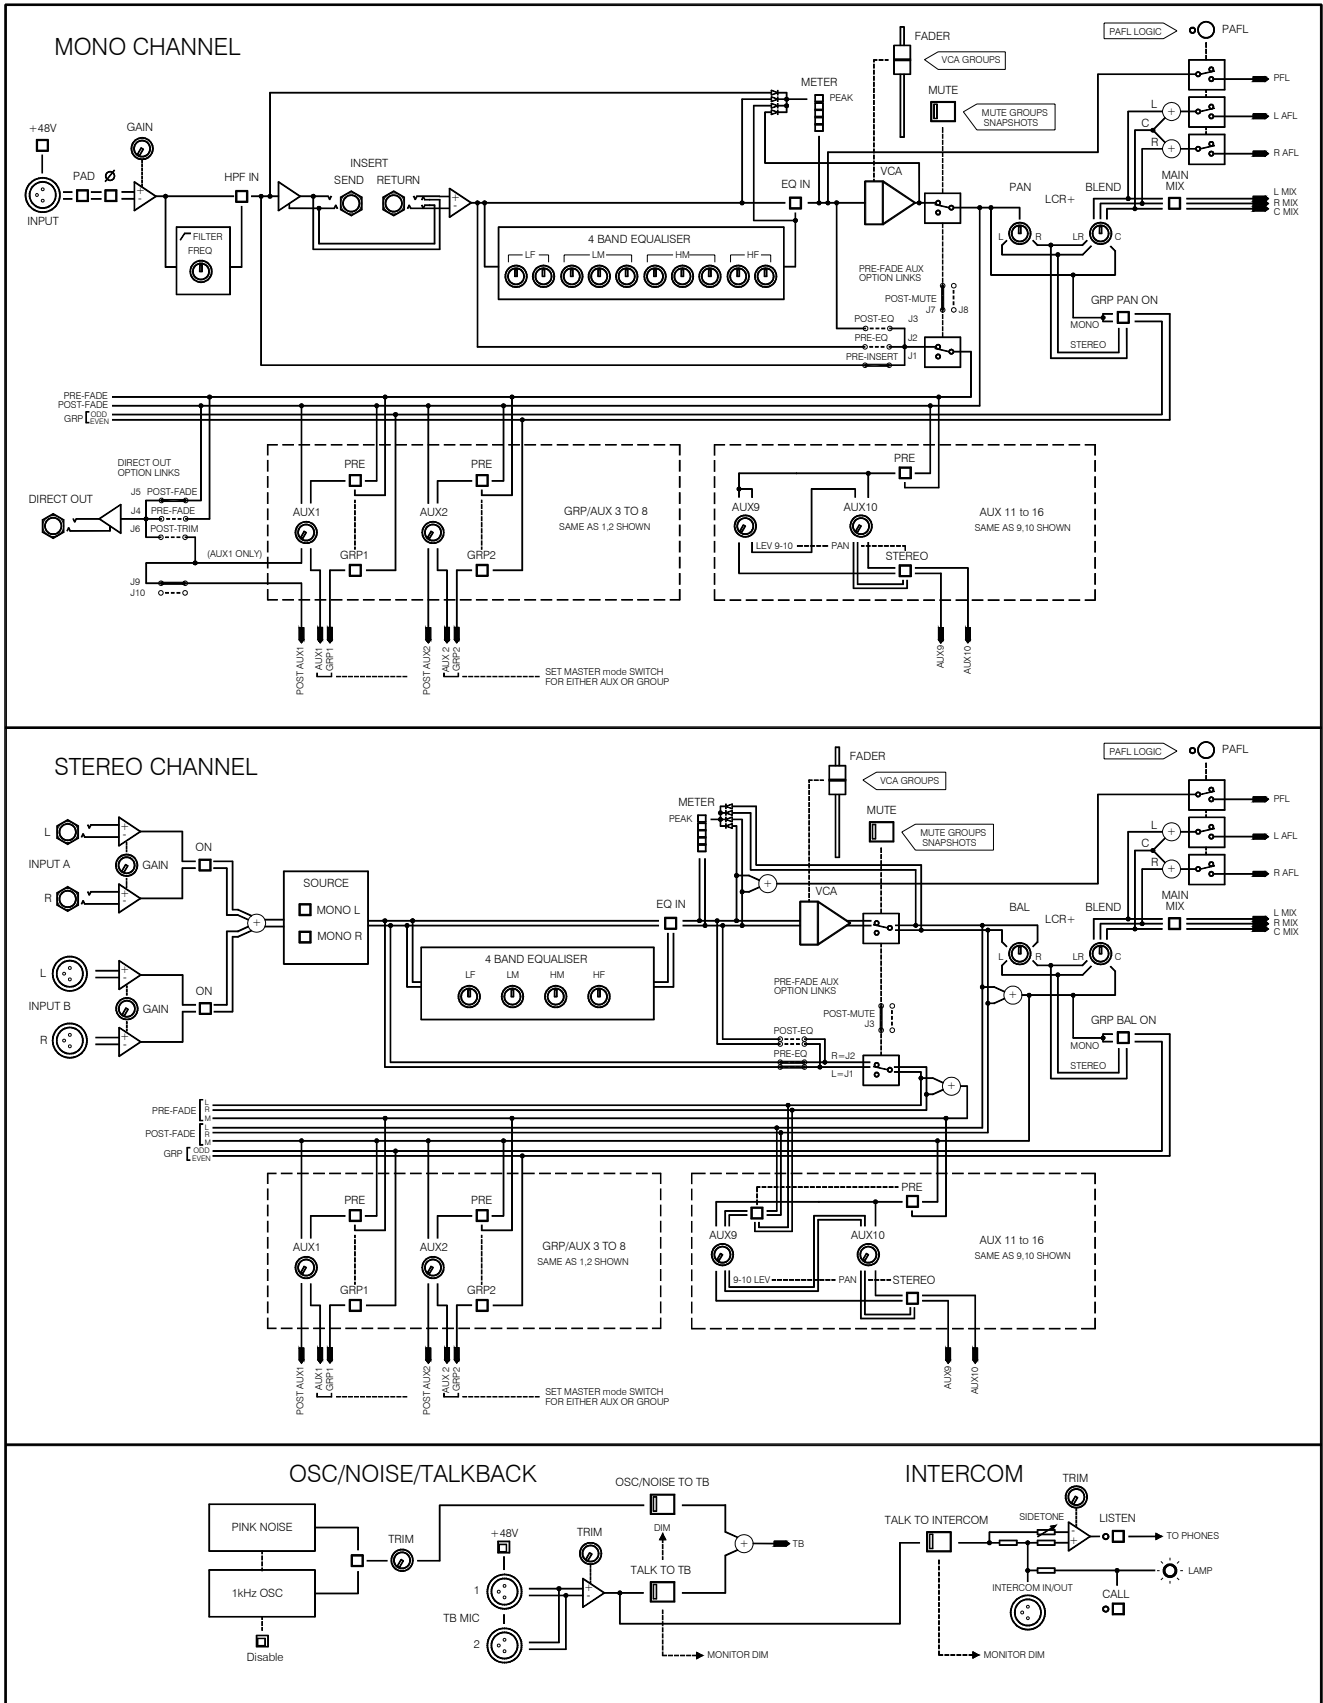 MONO CHANNEL
FADER
VCA GROUPS
PAFL LOGIC
PAFL
METER
PEAK
MUTE
MUTE GROUPS
SNAPSHOTS
PFL
L
C
R
L AFL
R AFL
+48V
GAIN
PAD
Ø
INPUT
+
-
HPF IN
FILTER
FREQ
INSERT
SEND
RETURN
+
-
EQ IN
VCA
4 BAND EQUALISER
LF
LM
HM
HF
PAN
L
R
LCR+
BLEND
LR
C
MAIN
MIX
L MIX
R MIX
C MIX
PRE-FADE AUX
OPTION LINKS
POST-MUTE
J7
J8
POST-EQ
J3
PRE-EQ
J2
PRE-INSERT
J1
GRP PAN ON
MONO
STEREO
PRE-FADE
POST-FADE
GRP
ODD
EVEN
DIRECT OUT
OPTION LINKS
J5 POST-FADE
J4 PRE-FADE
J6 POST-TRIM
DIRECT OUT
(AUX1 ONLY)
J9
J10
PRE
AUX1
GRP1
PRE
AUX2
GRP2
GRP/AUX 3 TO 8
SAME AS 1,2 SHOWN
PRE
AUX9
AUX10
LEV 9-10
PAN
STEREO
AUX 11 to 16
SAME AS 9,10 SHOWN
POST AUX1
AUX1
GRP1
POST AUX2
AUX 2
GRP2
SET MASTER mode SWITCH
FOR EITHER AUX OR GROUP
AUX9
AUX10
STEREO CHANNEL
FADER
VCA GROUPS
PAFL LOGIC
PAFL
METER
PEAK
MUTE
MUTE GROUPS
SNAPSHOTS
PFL
L
C
R
L AFL
R AFL
L
INPUT A
R
GAIN
ON
L
INPUT B
R
GAIN
ON
SOURCE
MONO L
MONO R
EQ IN
VCA
4 BAND EQUALISER
LF
LM
HM
HF
BAL
L
R
LCR+
BLEND
LR
C
MAIN
MIX
L MIX
R MIX
C MIX
PRE-FADE AUX
OPTION LINKS
POST-MUTE
J3
POST-EQ
PRE-EQ
R=J2
L=J1
GRP BAL ON
MONO
STEREO
PRE-FADE
L
R
M
POST-FADE
L
R
M
GRP
ODD
EVEN
PRE
AUX1
GRP1
PRE
AUX2
GRP2
GRP/AUX 3 TO 8
SAME AS 1,2 SHOWN
PRE
AUX9
AUX10
9-10 LEV
PAN
STEREO
AUX 11 to 16
SAME AS 9,10 SHOWN
POST AUX1
AUX1
GRP1
POST AUX2
AUX 2
GRP2
SET MASTER mode SWITCH
FOR EITHER AUX OR GROUP
AUX9
AUX10
OSC/NOISE/TALKBACK
PINK NOISE
1kHz OSC
Disable
TRIM
+48V
1
TB MIC
2
TRIM
OSC/NOISE TO TB
DIM
TALK TO TB
TB
MONITOR DIM
INTERCOM
TALK TO INTERCOM
SIDETONE
TRIM
LISTEN
TO PHONES
INTERCOM IN/OUT
CALL
LAMP
MONITOR DIM